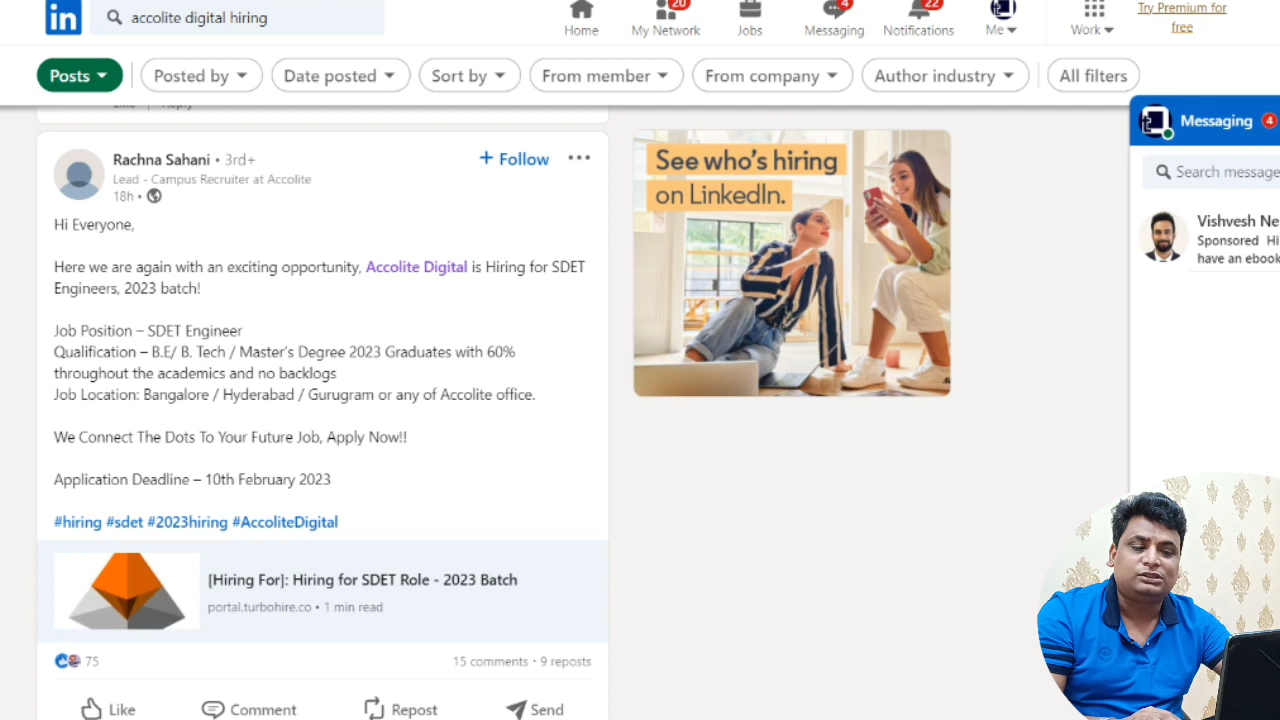 in
accolite digital hiring
20
4
22
Home
My Network
Jobs
Messaging
Notifications
Me
Work
Try Premium for
free
Posts
Posted by
Date posted
Sort by
From member
From company
Author industry
All filters
Like | Reply
Rachna Sahani • 3rd+
+ Follow
Lead - Campus Recruiter at Accolite
18h •
Hi Everyone,
Here we are again with an exciting opportunity, Accolite Digital is Hiring for SDET
Engineers, 2023 batch!
Job Position – SDET Engineer
Qualification – B.E/ B. Tech / Master's Degree 2023 Graduates with 60%
throughout the academics and no backlogs
Job Location: Bangalore / Hyderabad / Gurugram or any of Accolite office.
We Connect The Dots To Your Future Job, Apply Now!!
Application Deadline – 10th February 2023
#hiring #sdet #2023hiring #AccoliteDigital
[Hiring For]: Hiring for SDET Role - 2023 Batch
portal.turbohire.co • 1 min read
75
15 comments • 9 reposts
Like
Comment
Repost
Send
See who's hiring
on LinkedIn.
Messaging
4
Search message
Vishvesh Ne
Sponsored Hi
have an ebook